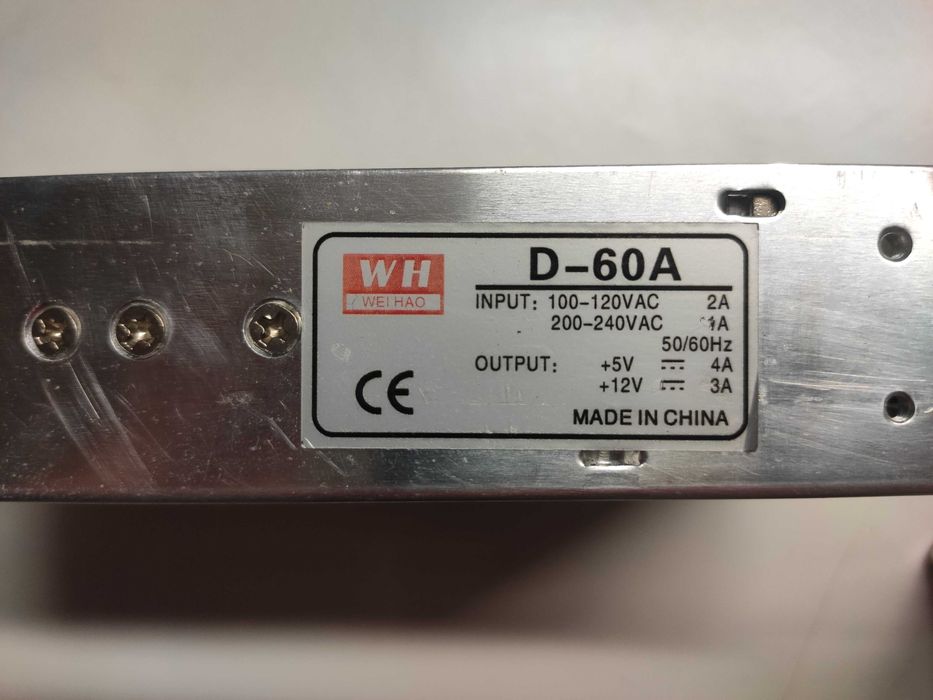 WH
WEI HAO
D-60A
INPUT: 100-120VAC 2A
200-240VAC 1A
50/60Hz
OUTPUT: +5V ⎓ 4A
+12V ⎓ 3A
CE
MADE IN CHINA